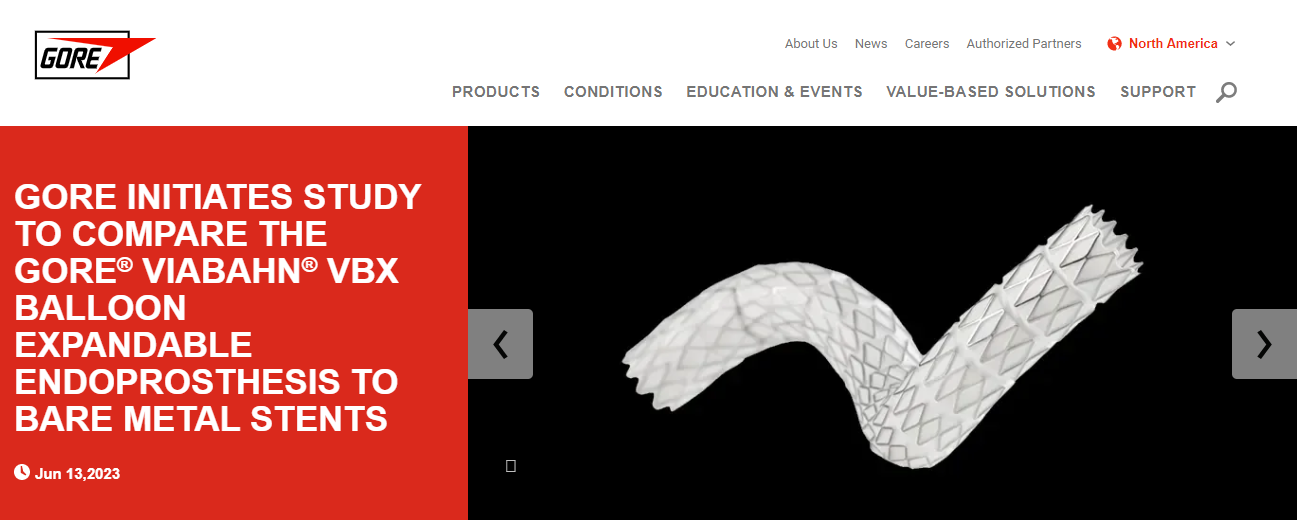 GORE
About Us News Careers Authorized Partners North America
PRODUCTS CONDITIONS EDUCATION & EVENTS VALUE-BASED SOLUTIONS SUPPORT
GORE INITIATES STUDY
TO COMPARE THE
GORE® VIABAHN® VBX
BALLOON
EXPANDABLE
ENDOPROSTHESIS TO
BARE METAL STENTS
Jun 13,2023